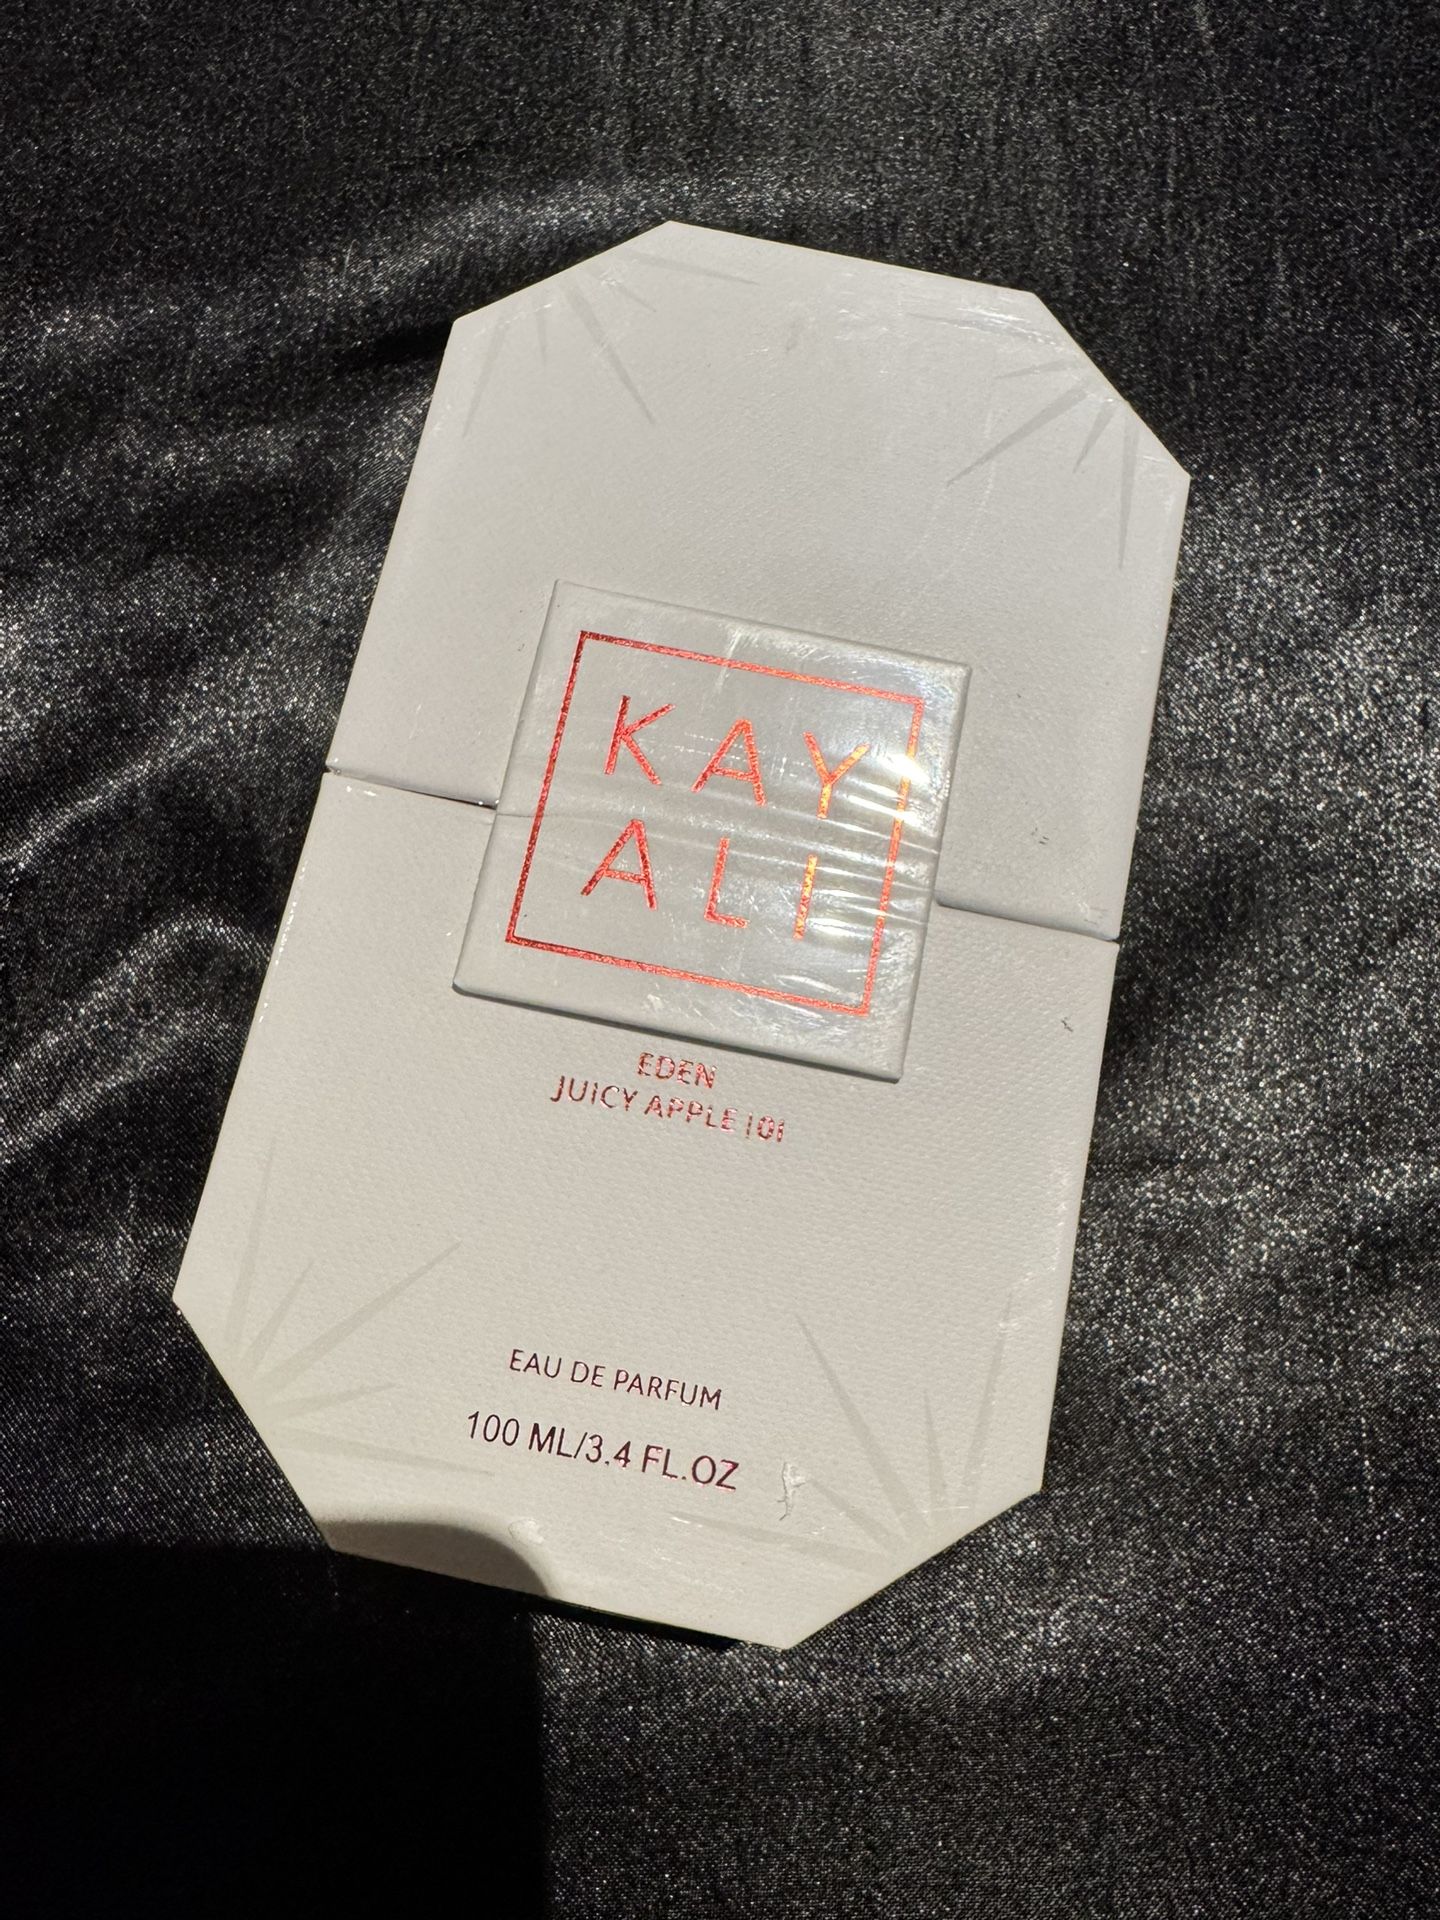 KAY
ALI
EDEN
JUICY APPLE | 01
EAU DE PARFUM
100 ML/3.4 FL.OZ